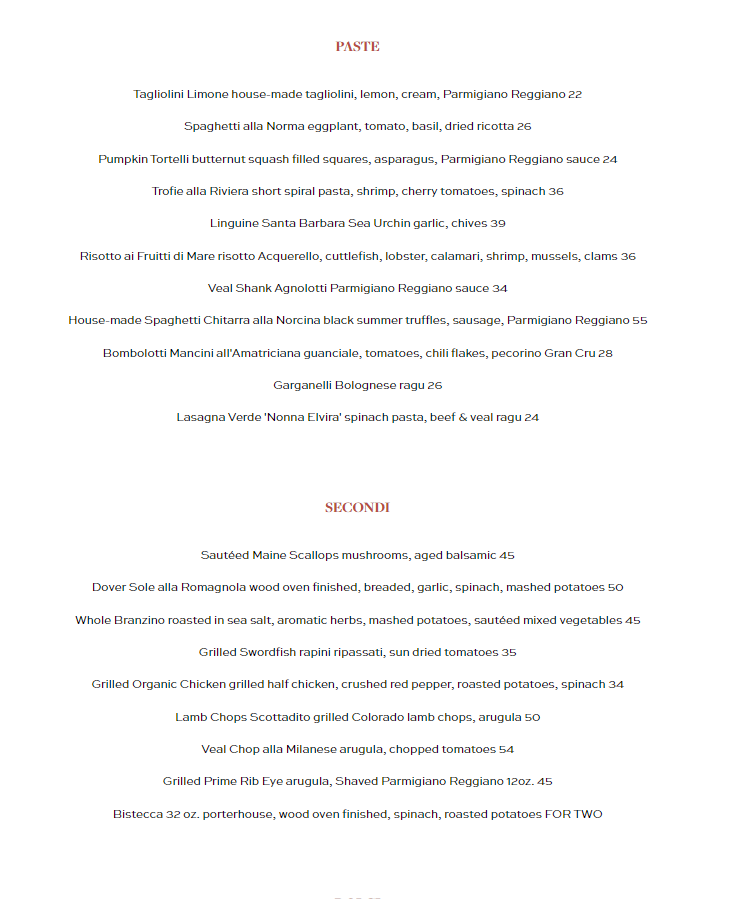 PASTE
Tagliolini Limone house-made tagliolini, lemon, cream, Parmigiano Reggiano 22
Spaghetti alla Norma eggplant, tomato, basil, dried ricotta 26
Pumpkin Tortelli butternut squash filled squares, asparagus, Parmigiano Reggiano sauce 24
Trofie alla Riviera short spiral pasta, shrimp, cherry tomatoes, spinach 36
Linguine Santa Barbara Sea Urchin garlic, chives 39
Risotto ai Fruitti di Mare risotto Acquerello, cuttlefish, lobster, calamari, shrimp, mussels, clams 36
Veal Shank Agnolotti Parmigiano Reggiano sauce 34
House-made Spaghetti Chitarra alla Norcina black summer truffles, sausage, Parmigiano Reggiano 55
Bombolotti Mancini all'Amatriciana guanciale, tomatoes, chili flakes, pecorino Gran Cru 28
Garganelli Bolognese ragu 26
Lasagna Verde 'Nonna Elvira' spinach pasta, beef & veal ragu 24
SECONDI
Sautéed Maine Scallops mushrooms, aged balsamic 45
Dover Sole alla Romagnola wood oven finished, breaded, garlic, spinach, mashed potatoes 50
Whole Branzino roasted in sea salt, aromatic herbs, mashed potatoes, sautéed mixed vegetables 45
Grilled Swordfish rapini ripassati, sun dried tomatoes 35
Grilled Organic Chicken grilled half chicken, crushed red pepper, roasted potatoes, spinach 34
Lamb Chops Scottadito grilled Colorado lamb chops, arugula 50
Veal Chop alla Milanese arugula, chopped tomatoes 54
Grilled Prime Rib Eye arugula, Shaved Parmigiano Reggiano 12oz. 45
Bistecca 32 oz. porterhouse, wood oven finished, spinach, roasted potatoes FOR TWO